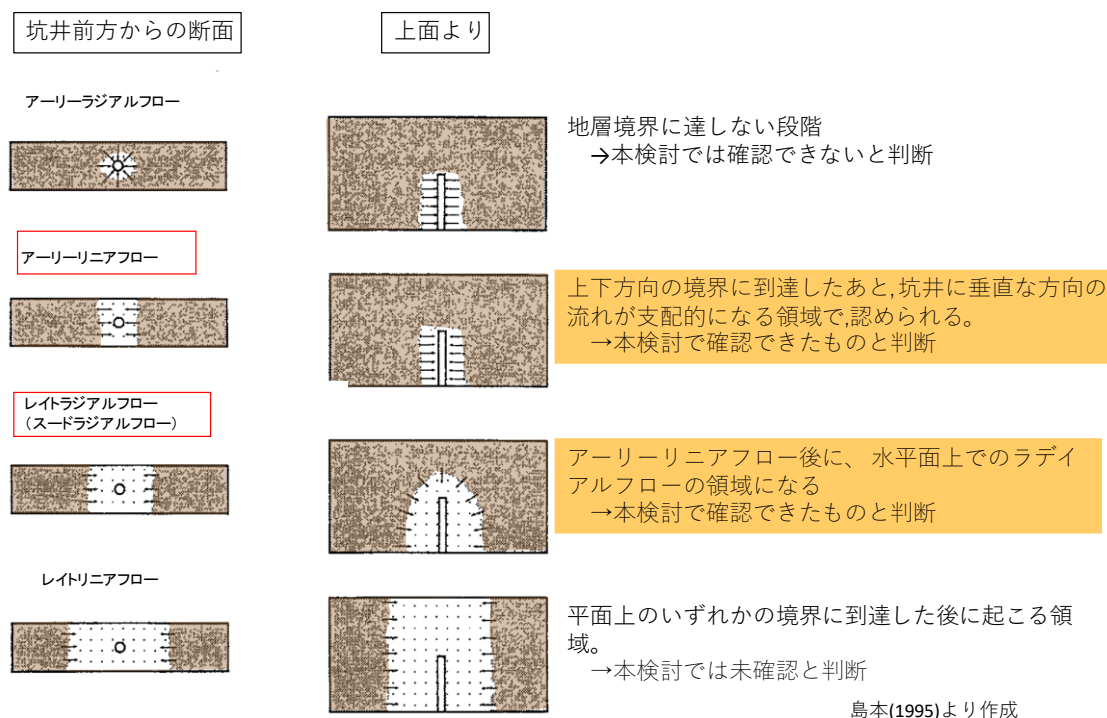 坑井前方からの断面
上面より
アーリーラジアルフロー
地層境界に達しない段階
→本検討では確認できないと判断
アーリーリニアフロー
上下方向の境界に到達したあと,坑井に垂直な方向の
流れが支配的になる領域で,認められる。
→本検討で確認できたものと判断
レイトラジアルフロー
(スードラジアルフロー)
アーリーリニアフロー後に、 水平面上でのラデイ
アルフローの領域になる
→本検討で確認できたものと判断
レイトリニアフロー
平面上のいずれかの境界に到達した後に起こる領
域。
→本検討では未確認と判断
島本(1995)より作成